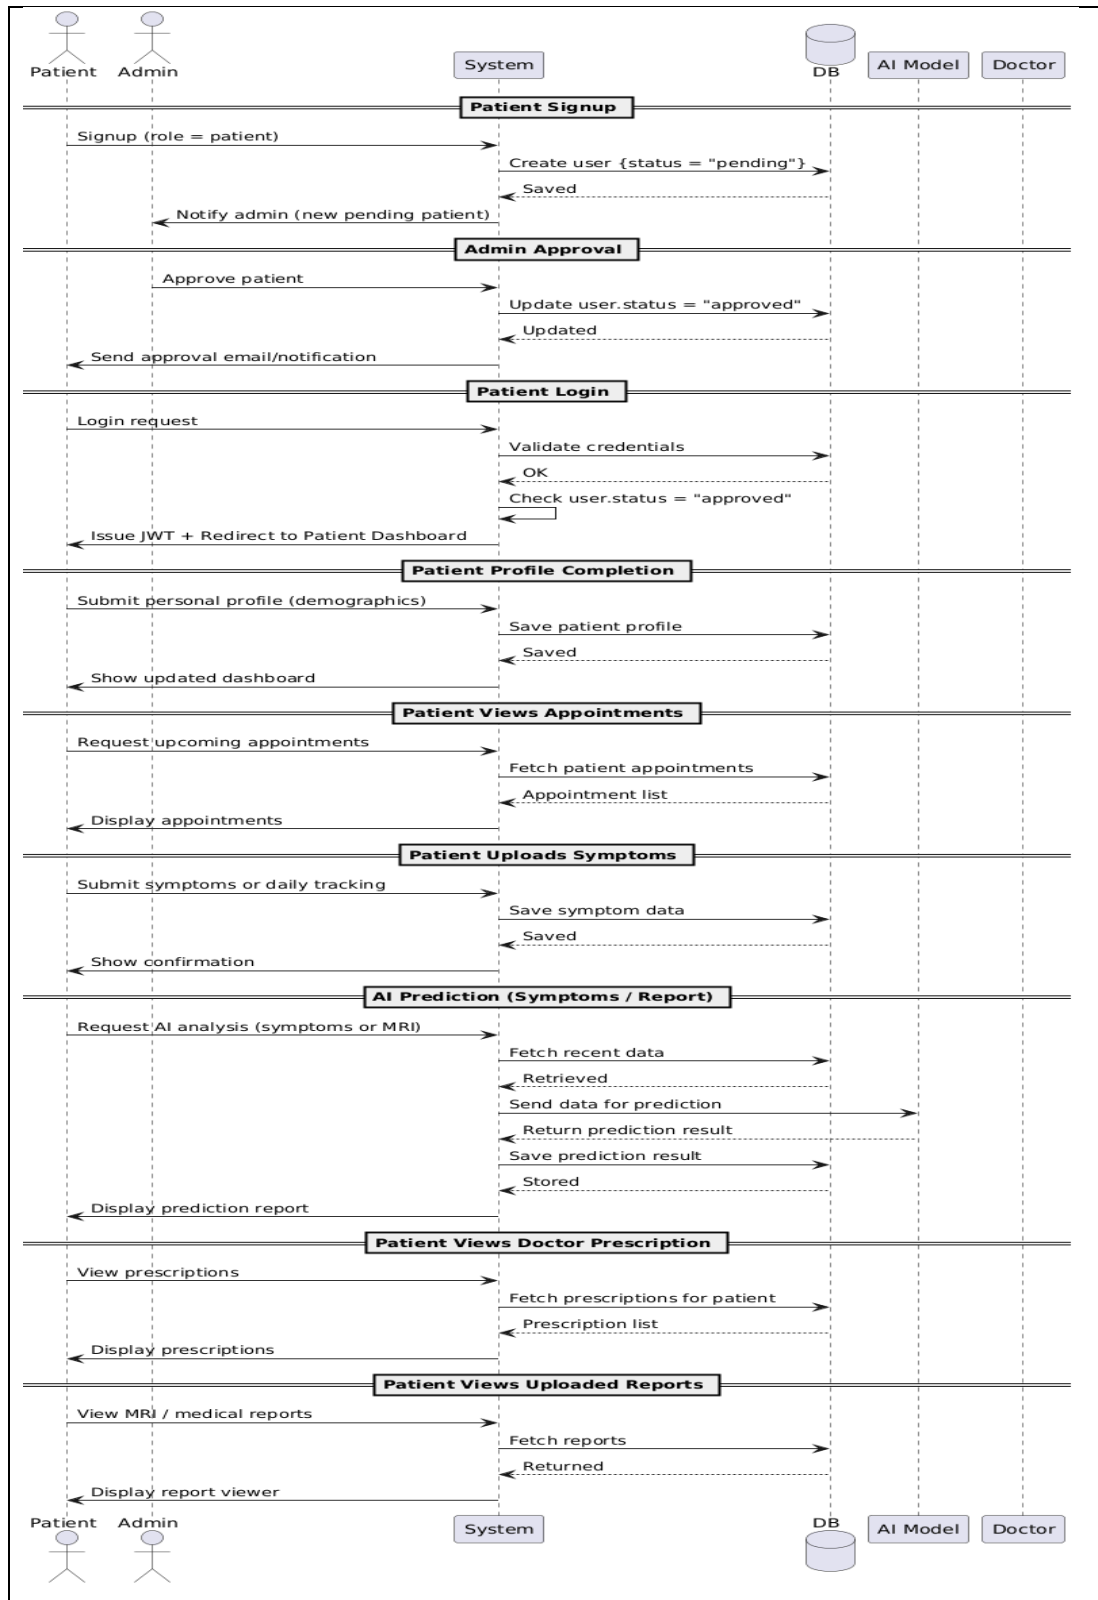 Patient Admin System DB AI Model Doctor
Patient Signup
Signup (role = patient)
Create user {status = "pending"}
Saved
Notify admin (new pending patient)
Admin Approval
Approve patient
Update user.status = "approved"
Updated
Send approval email/notification
Patient Login
Login request
Validate credentials
OK
Check user.status = "approved"
Issue JWT + Redirect to Patient Dashboard
Patient Profile Completion
Submit personal profile (demographics)
Save patient profile
Saved
Show updated dashboard
Patient Views Appointments
Request upcoming appointments
Fetch patient appointments
Appointment list
Display appointments
Patient Uploads Symptoms
Submit symptoms or daily tracking
Save symptom data
Saved
Show confirmation
AI Prediction (Symptoms / Report)
Request AI analysis (symptoms or MRI)
Fetch recent data
Retrieved
Send data for prediction
Return prediction result
Save prediction result
Stored
Display prediction report
Patient Views Doctor Prescription
View prescriptions
Fetch prescriptions for patient
Prescription list
Display prescriptions
Patient Views Uploaded Reports
View MRI / medical reports
Fetch reports
Returned
Display report viewer
Patient Admin System DB AI Model Doctor